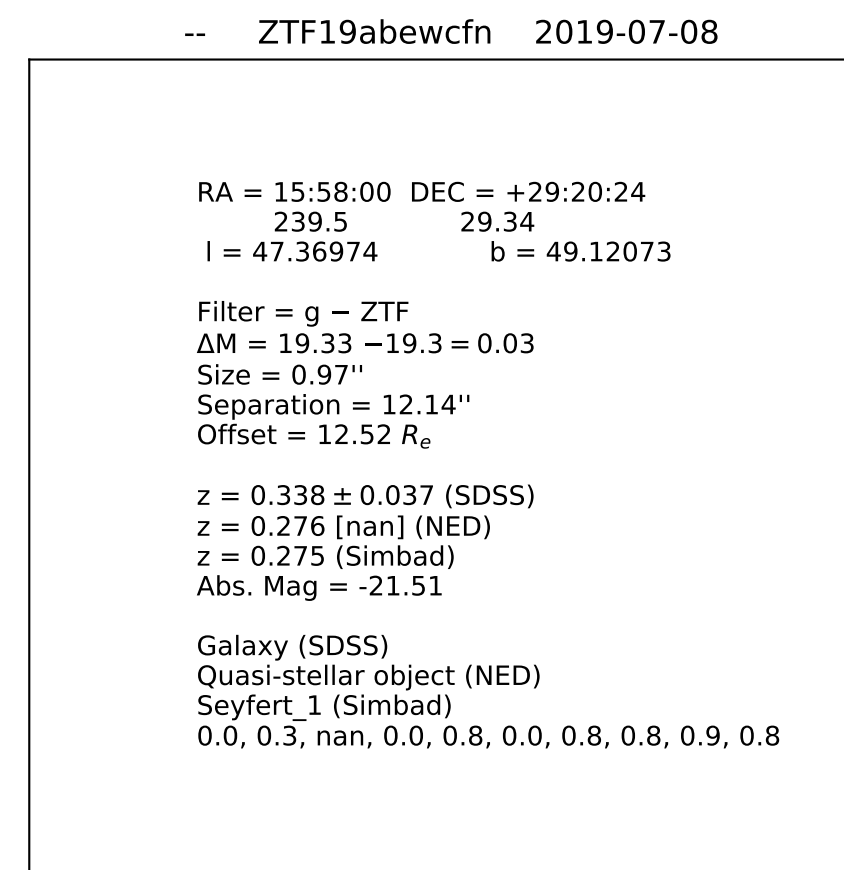 -- ZTF19abewcfn 2019-07-08
RA = 15:58:00 DEC = +29:20:24
239.5 29.34
l = 47.36974 b = 49.12073
Filter = g − ZTF
ΔM = 19.33 −19.3 = 0.03
Size = 0.97''
Separation = 12.14''
Offset = 12.52 Re
z = 0.338 ± 0.037 (SDSS)
z = 0.276 [nan] (NED)
z = 0.275 (Simbad)
Abs. Mag = -21.51
Galaxy (SDSS)
Quasi-stellar object (NED)
Seyfert_1 (Simbad)
0.0, 0.3, nan, 0.0, 0.8, 0.0, 0.8, 0.8, 0.9, 0.8